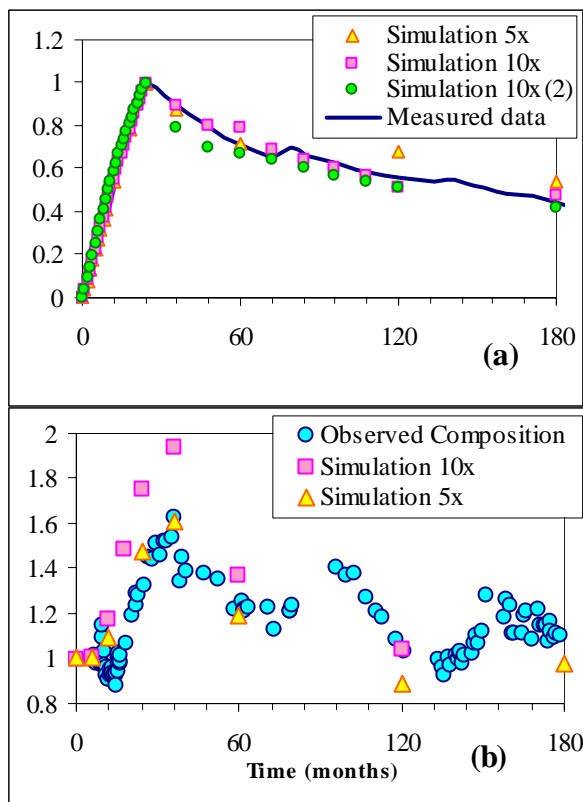 1.2
1
0.8
0.6
0.4
0.2
0
0
60
120
180
Simulation 5x
Simulation 10x
Simulation 10x (2)
Measured data
(a)
2
1.8
1.6
1.4
1.2
1
0.8
0
60
120
180
Observed Composition
Simulation 10x
Simulation 5x
(b)
Time (months)